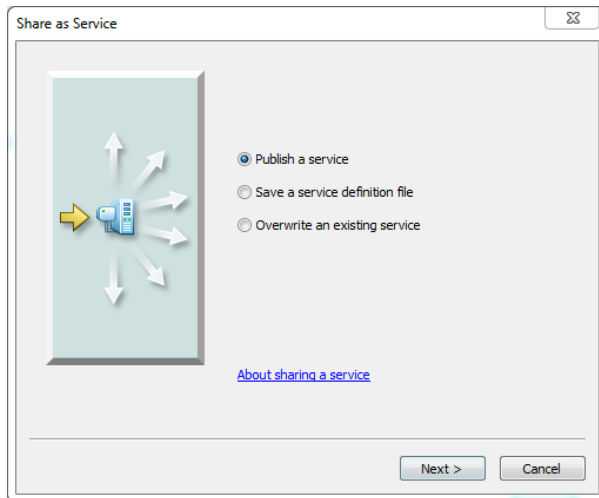 Share as Service
Publish a service
Save a service definition file
Overwrite an existing service
About sharing a service
Next >
Cancel